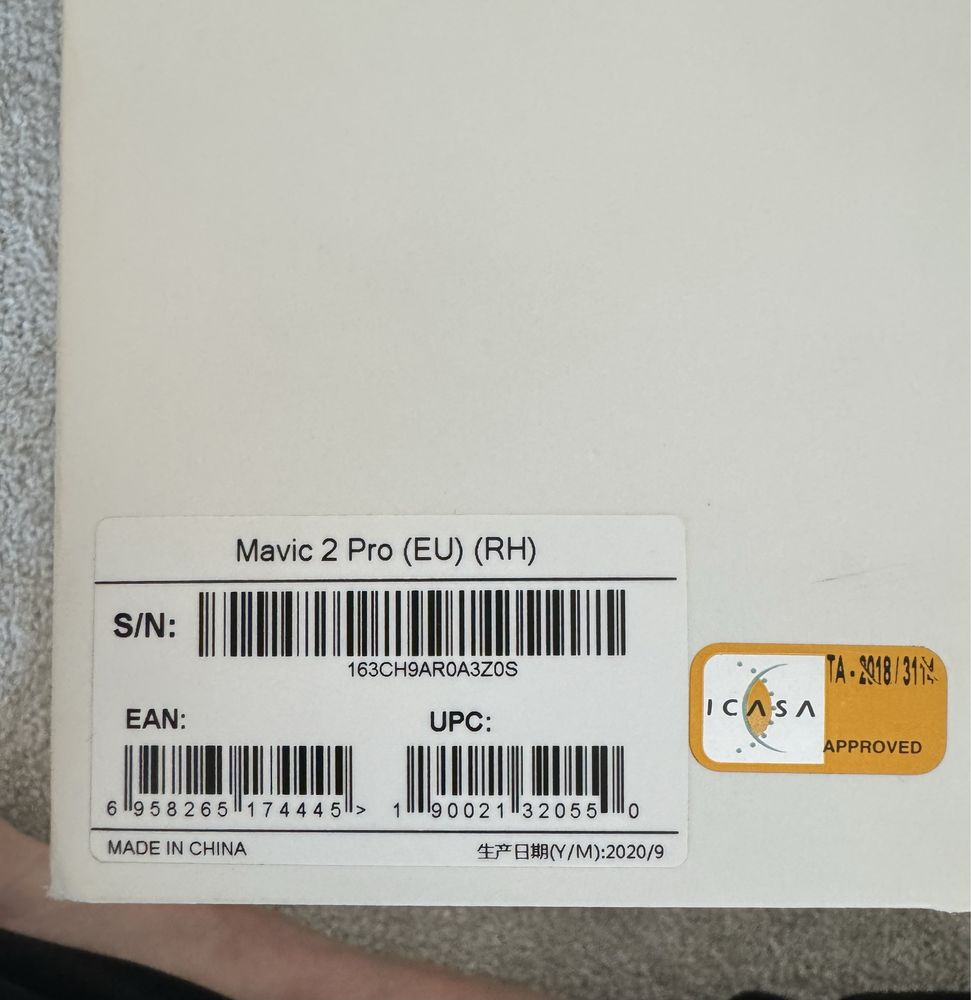 Mavic 2 Pro (EU) (RH)
S/N:
163CH9AR0A3Z0S
EAN:
UPC:
6 958265 174445 >
1 90021 32055 0
MADE IN CHINA
生产日期(Y/M):2020/9
ICASA
APPROVED